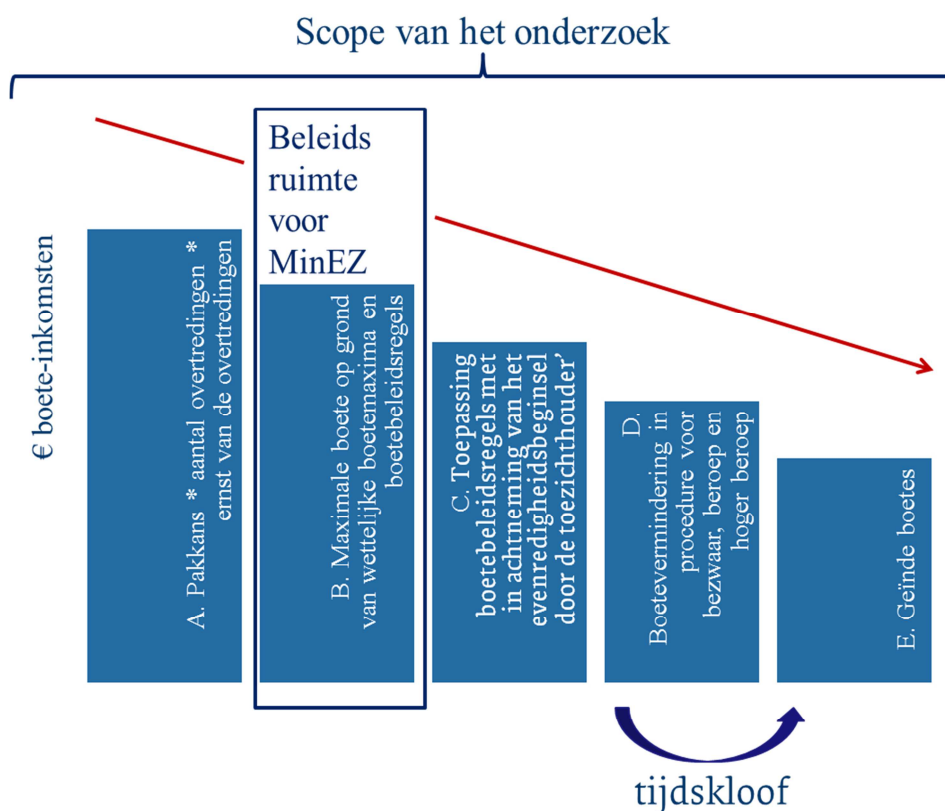 Scope van het onderzoek
€ boete-inkomsten
Beleids
ruimte
voor
MinEZ
A. Pakkans * aantal overtredingen *
ernst van de overtredingen
B. Maximale boete op grond
van wettelijke boetemaxima en
boetebeleidsregels
C. Toepassing
boetebeleidsregels met
in achtneming van het
evenredigheidsbeginsel
door de toezichthouder’
D.
Boetevermindering in
procedure voor
bezwaar, beroep en
hoger beroep
E. Geïnde boetes
tijdskloof